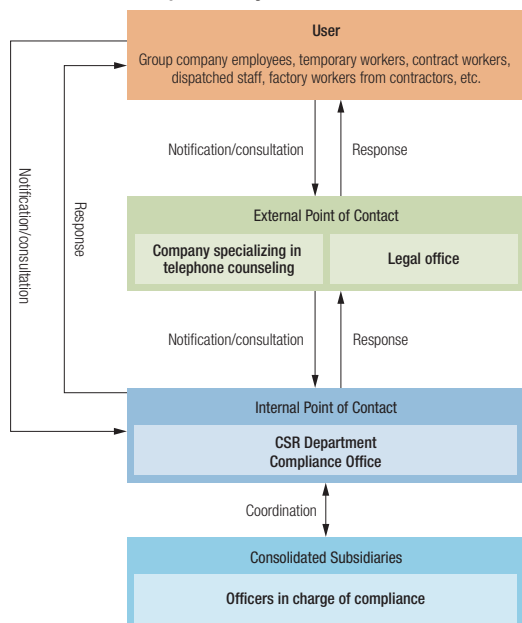 User
Group company employees, temporary workers, contract workers,
dispatched staff, factory workers from contractors, etc.
Notification/consultation
Response
Notification/consultation
Response
External Point of Contact
Company specializing in
telephone counseling
Legal office
Notification/consultation
Response
Internal Point of Contact
CSR Department
Compliance Office
Coordination
Consolidated Subsidiaries
Officers in charge of compliance